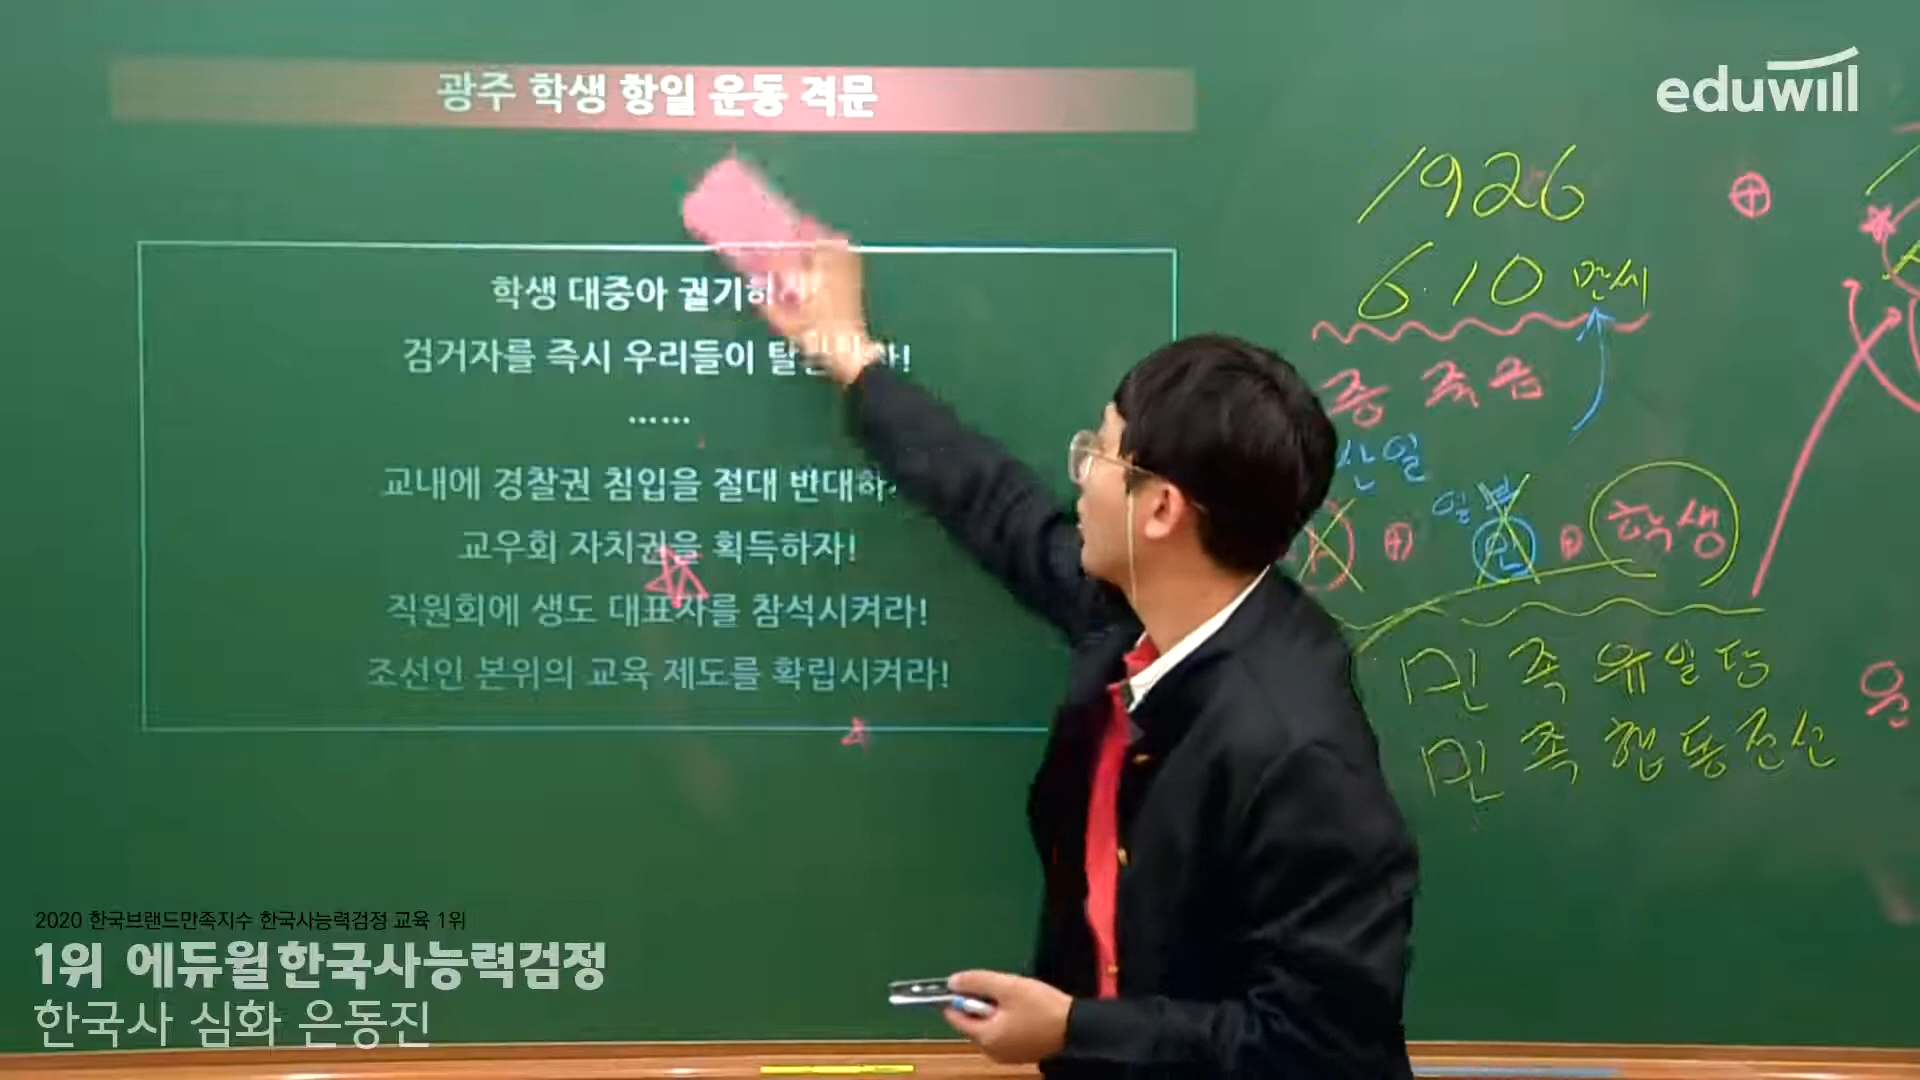 광주 학생 항일 운동 격문
eduwill
학생 대중아 궐기하
검거자를 즉시 우리들이 탈
......
교내에 경찰권 침입을 절대 반대하
교우회 자치권을 획득하자!
직원회에 생도 대표자를 참석시켜라!
조선인 본위의 교육 제도를 확립시켜라!
1926
6.10 만세
종 죽음
산 일
일부
민 학생
민족유일당
민족협동전선
2020 한국브랜드만족지수 한국사능력검정 교육 1위
1위 에듀윌 한국사능력검정
한국사 심화 은동진